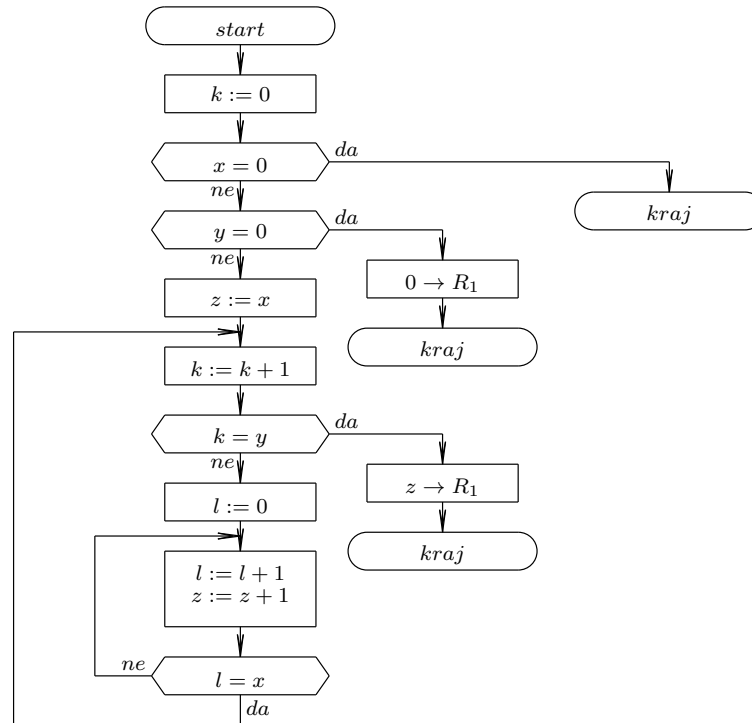 start
k := 0
x = 0
da
ne
kraj
y = 0
da
ne
0 → R₁
z := x
kraj
k := k + 1
k = y
da
ne
z → R₁
l := 0
kraj
l := l + 1
z := z + 1
ne
l = x
da